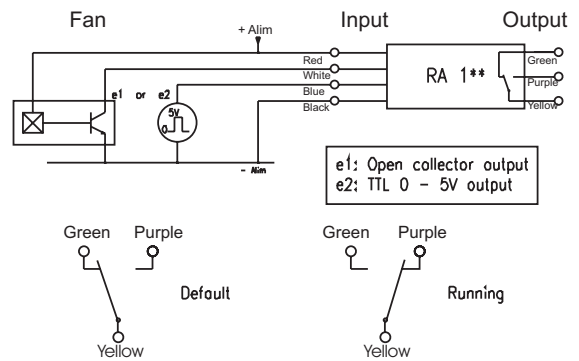 Fan
Input
Output
+ Alim
Red
White
Blue
Black
RA 1**
Green
Purple
Yellow
e1 or e2
5V
0
- Alim
e1: Open collector output
e2: TTL 0 - 5V output
Green
Purple
Default
Yellow
Green
Purple
Running
Yellow